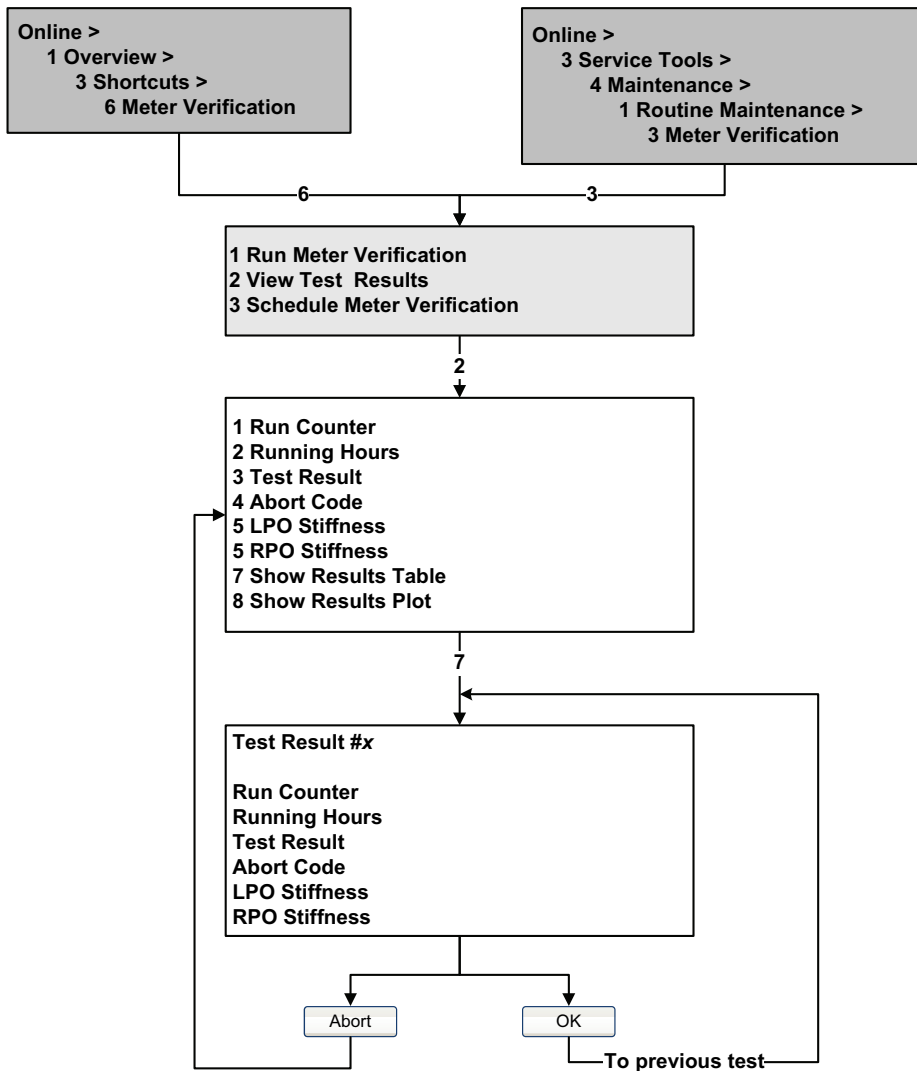 Online >
1 Overview >
3 Shortcuts >
6 Meter Verification
Online >
3 Service Tools >
4 Maintenance >
1 Routine Maintenance >
3 Meter Verification
6
3
1 Run Meter Verification
2 View Test Results
3 Schedule Meter Verification
2
1 Run Counter
2 Running Hours
3 Test Result
4 Abort Code
5 LPO Stiffness
5 RPO Stiffness
7 Show Results Table
8 Show Results Plot
7
Test Result #x
Run Counter
Running Hours
Test Result
Abort Code
LPO Stiffness
RPO Stiffness
Abort
OK
To previous test